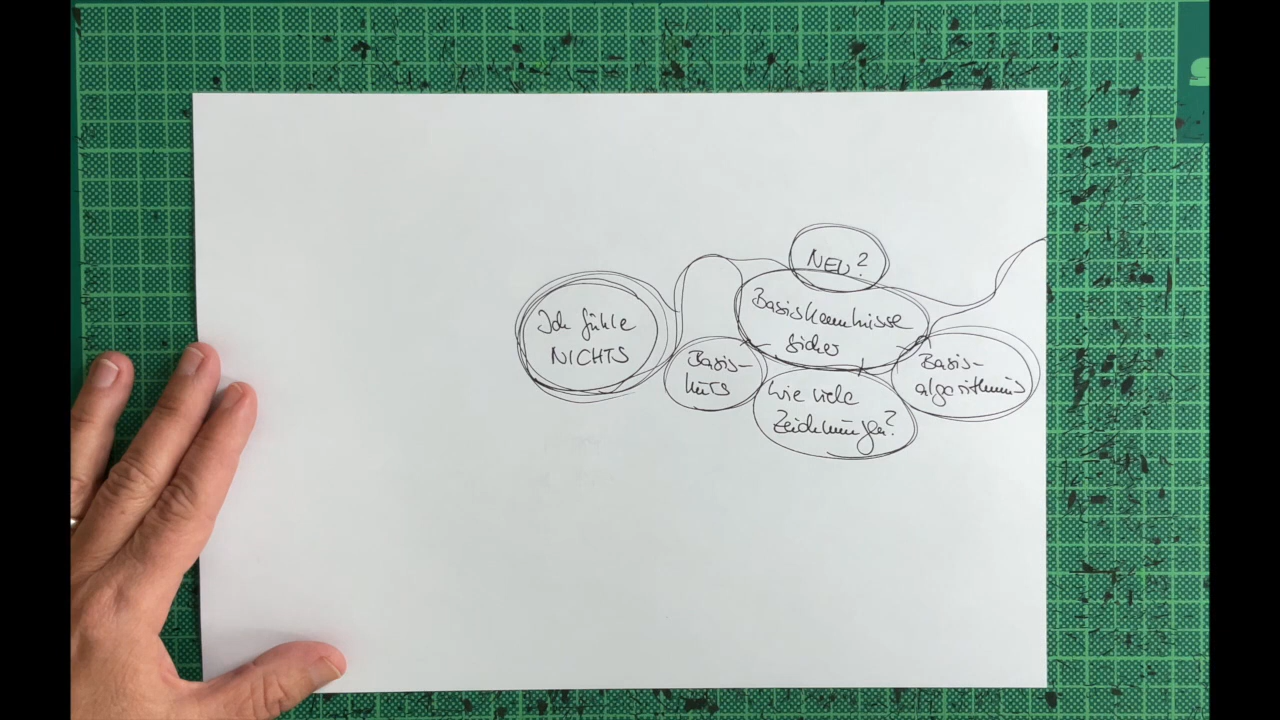 Ich fühle
NICHTS
NEU?
Basiskenntnisse
sicher
Basis-
kurs
Wie viele
Zeichnungen?
Basis-
algorithmus